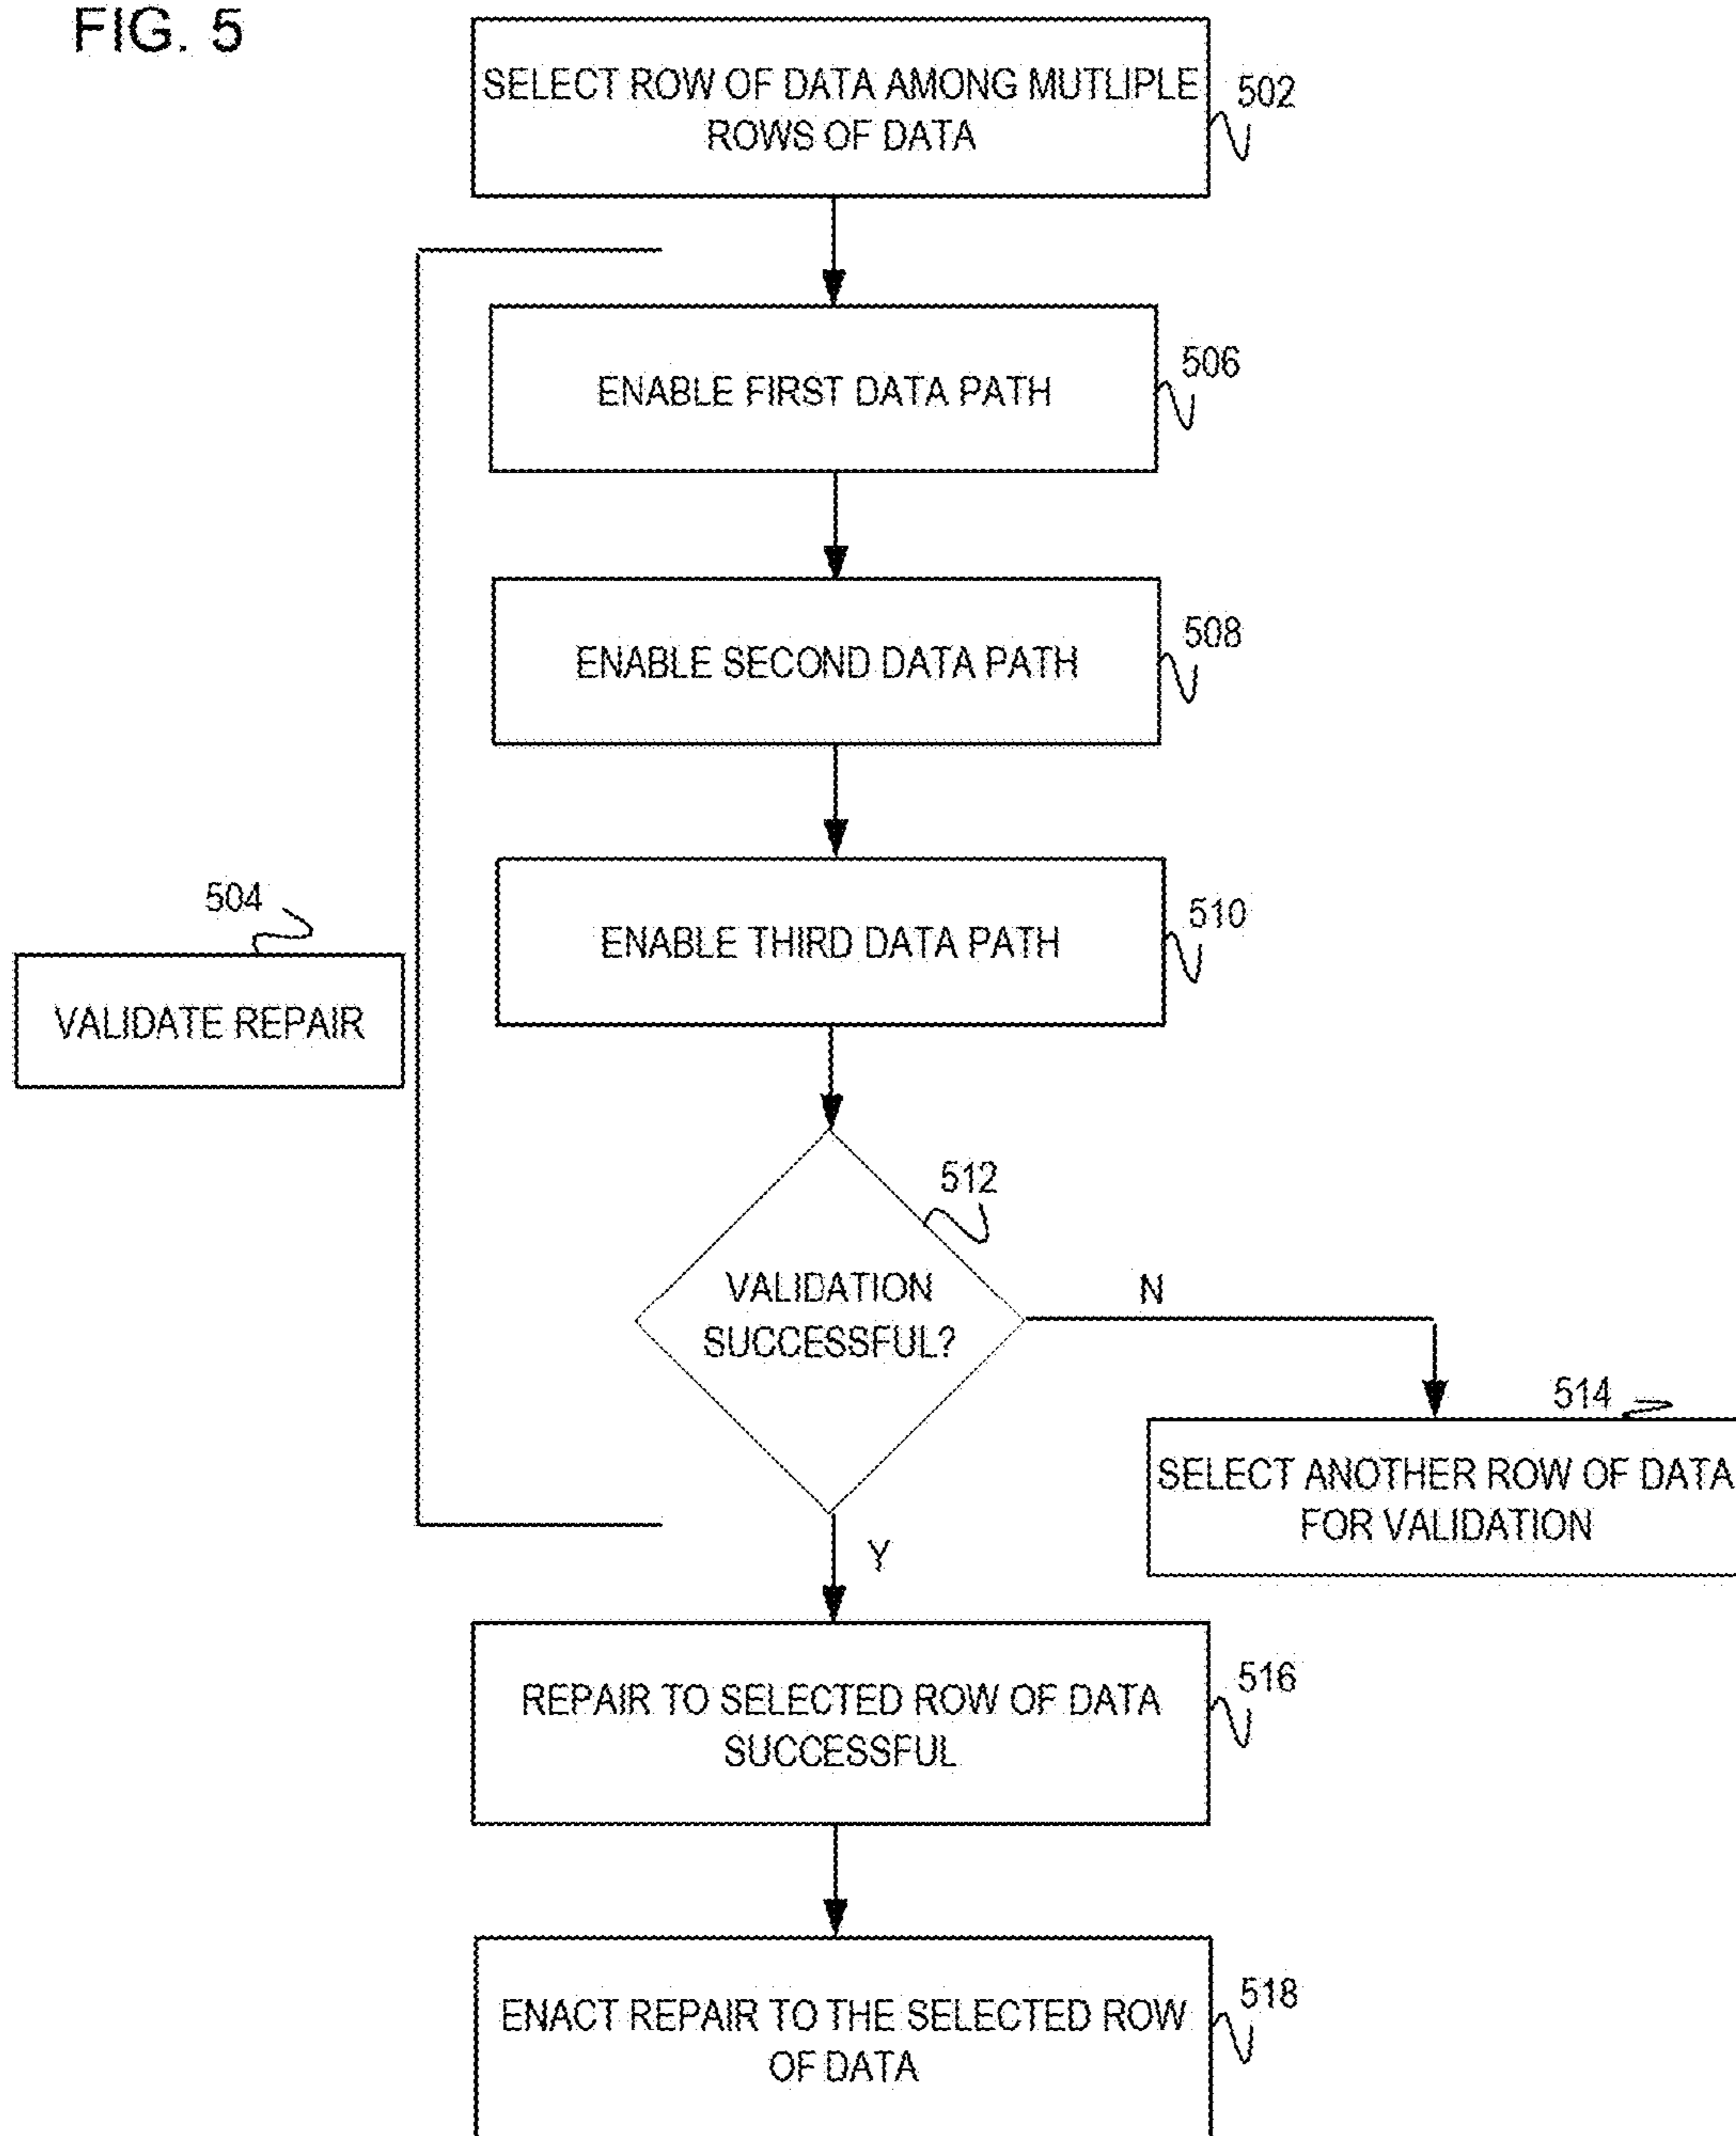 FIG. 5
SELECT ROW OF DATA AMONG MUTLIPLE
ROWS OF DATA
502
ENABLE FIRST DATA PATH
506
ENABLE SECOND DATA PATH
508
504
VALIDATE REPAIR
ENABLE THIRD DATA PATH
510
512
VALIDATION
SUCCESSFUL?
N
514
SELECT ANOTHER ROW OF DATA
FOR VALIDATION
Y
REPAIR TO SELECTED ROW OF DATA
SUCCESSFUL
516
ENACT REPAIR TO THE SELECTED ROW
OF DATA
518